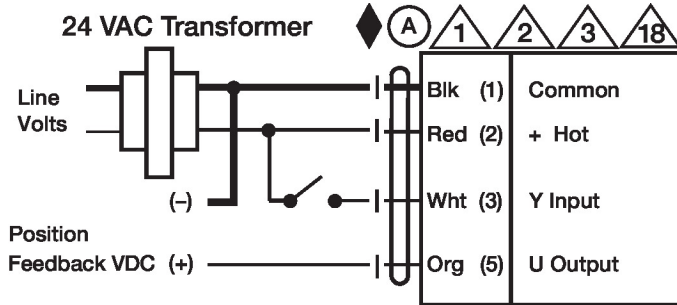 24 VAC Transformer
A 1 2 3 18
Line
Volts
Blk (1) Common
Red (2) + Hot
(–)
Wht (3) Y Input
Position
Feedback VDC (+)
Org (5) U Output